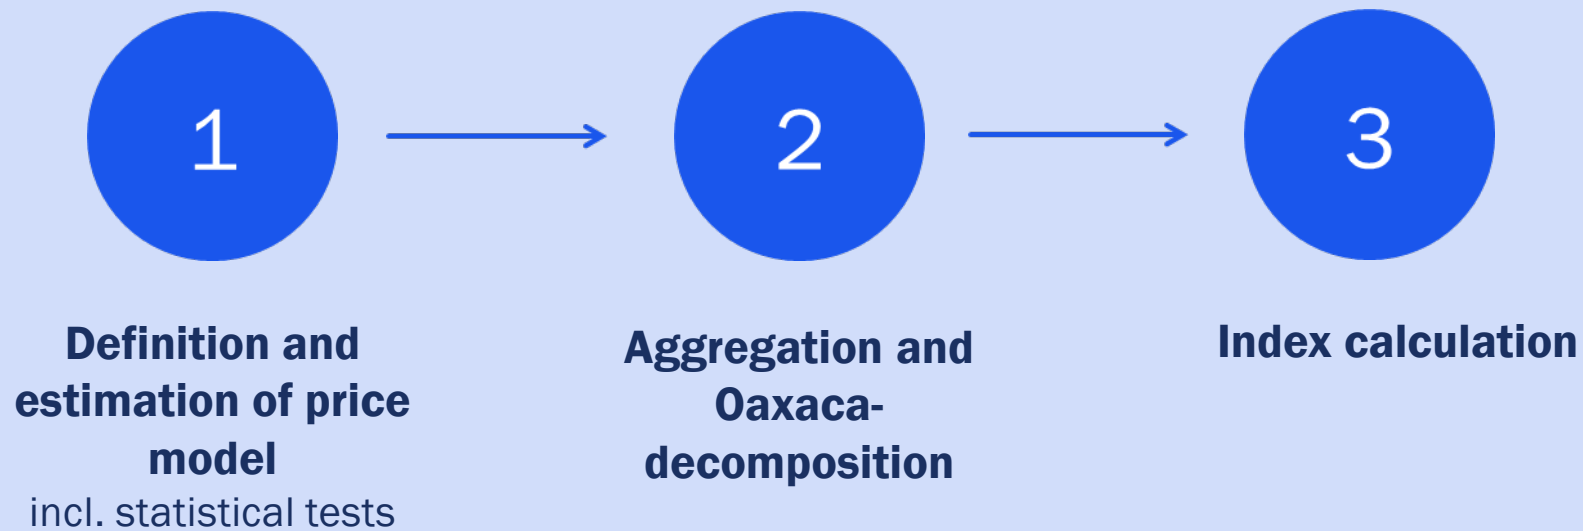 1
2
3
Definition and
estimation of price
model
incl. statistical tests
Aggregation and
Oaxaca-
decomposition
Index calculation